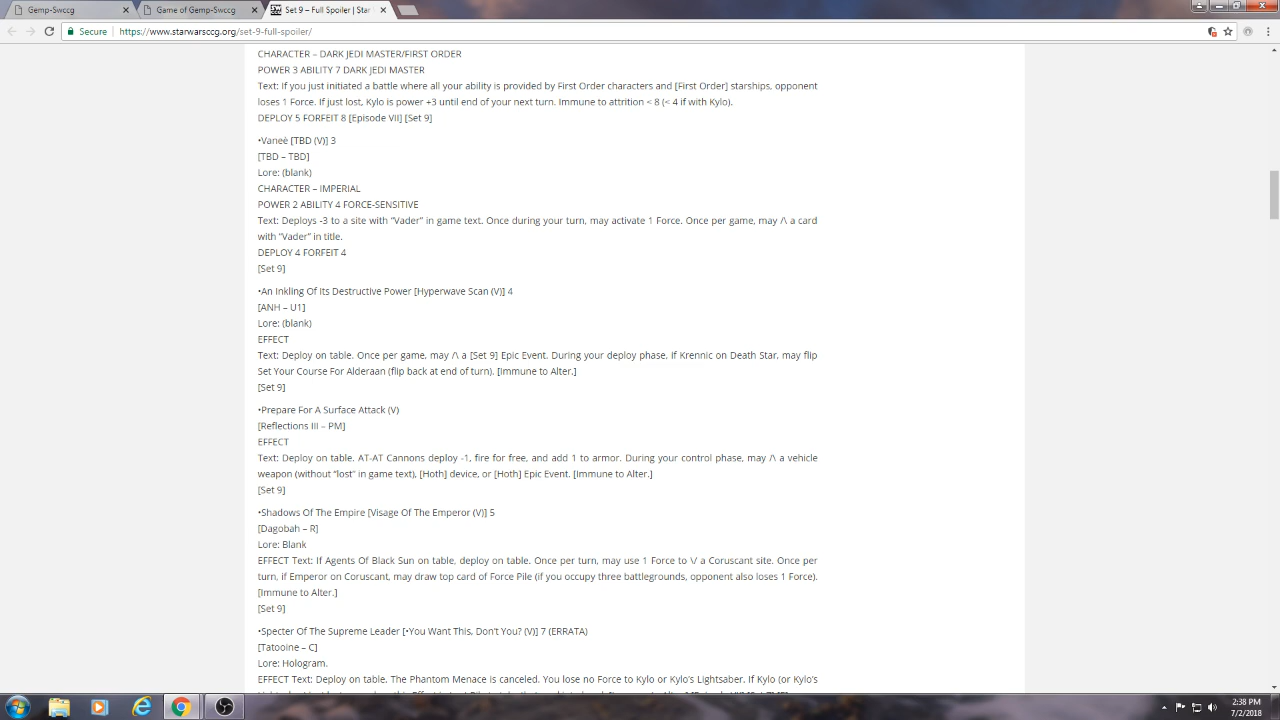 Gemp-Swccg
Game of Gemp-Swccg
Set 9 – Full Spoiler | Star
Secure
https://www.starwarsccg.org/set-9-full-spoiler/
CHARACTER – DARK JEDI MASTER/FIRST ORDER
POWER 3 ABILITY 7 DARK JEDI MASTER
Text: If you just initiated a battle where all your ability is provided by First Order characters and [First Order] starships, opponent
loses 1 Force. If just lost, Kylo is power +3 until end of your next turn. Immune to attrition < 8 (< 4 if with Kylo).
DEPLOY 5 FORFEIT 8 [Episode VII] [Set 9]
•Vaneè [TBD (V)] 3
[TBD – TBD]
Lore: (blank)
CHARACTER – IMPERIAL
POWER 2 ABILITY 4 FORCE-SENSITIVE
Text: Deploys -3 to a site with “Vader” in game text. Once during your turn, may activate 1 Force. Once per game, may /\ a card
with “Vader” in title.
DEPLOY 4 FORFEIT 4
[Set 9]
•An Inkling Of Its Destructive Power [Hyperwave Scan (V)] 4
[ANH – U1]
Lore: (blank)
EFFECT
Text: Deploy on table. Once per game, may /\ a [Set 9] Epic Event. During your deploy phase, if Krennic on Death Star, may flip
Set Your Course For Alderaan (flip back at end of turn). [Immune to Alter.]
[Set 9]
•Prepare For A Surface Attack (V)
[Reflections III – PM]
EFFECT
Text: Deploy on table. AT-AT Cannons deploy -1, fire for free, and add 1 to armor. During your control phase, may /\ a vehicle
weapon (without “lost” in game text), [Hoth] device, or [Hoth] Epic Event. [Immune to Alter.]
[Set 9]
•Shadows Of The Empire [Visage Of The Emperor (V)] 5
[Dagobah – R]
Lore: Blank
EFFECT Text: If Agents Of Black Sun on table, deploy on table. Once per turn, may use 1 Force to \/ a Coruscant site. Once per
turn, if Emperor on Coruscant, may draw top card of Force Pile (if you occupy three battlegrounds, opponent also loses 1 Force).
[Immune to Alter.]
[Set 9]
•Specter Of The Supreme Leader [•You Want This, Don’t You? (V)] 7 (ERRATA)
[Tatooine – C]
Lore: Hologram.
EFFECT Text: Deploy on table. The Phantom Menace is canceled. You lose no Force to Kylo or Kylo’s Lightsaber. If Kylo (or Kylo’s
2:38 PM
7/2/2018